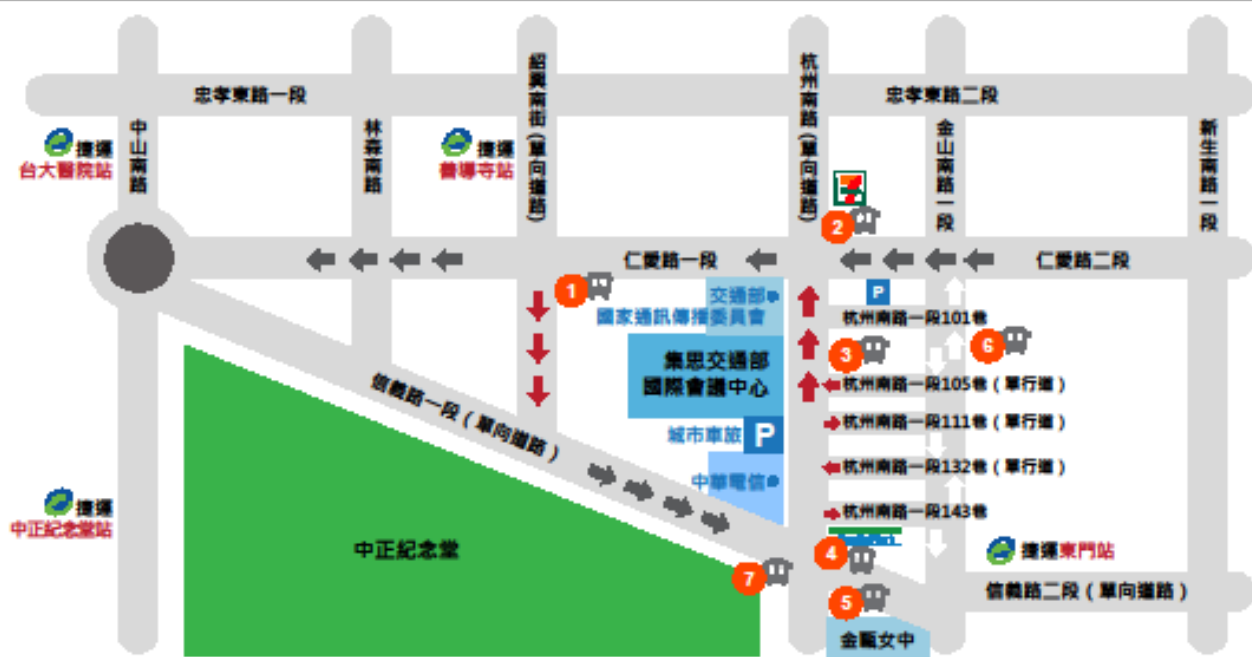 忠孝東路一段
忠孝東路二段
中山南路
林森南路
紹興南街(單向道路)
杭州南路(單向道路)
金山南路一段
新生南路一段
捷運
台大醫院站
捷運
善導寺站
7
2
仁愛路一段
仁愛路二段
1
交通部
國家通訊傳播委員會
P
杭州南路一段101巷
3
6
集思交通部
國際會議中心
杭州南路一段105巷(單行道)
信義路一段(單向道路)
杭州南路一段111巷(單行道)
城市車旅
P
杭州南路一段132巷(單行道)
中華電信
捷運
中正紀念堂站
杭州南路一段143巷
中正紀念堂
4
捷運東門站
7
5
信義路二段(單向道路)
金甌女中